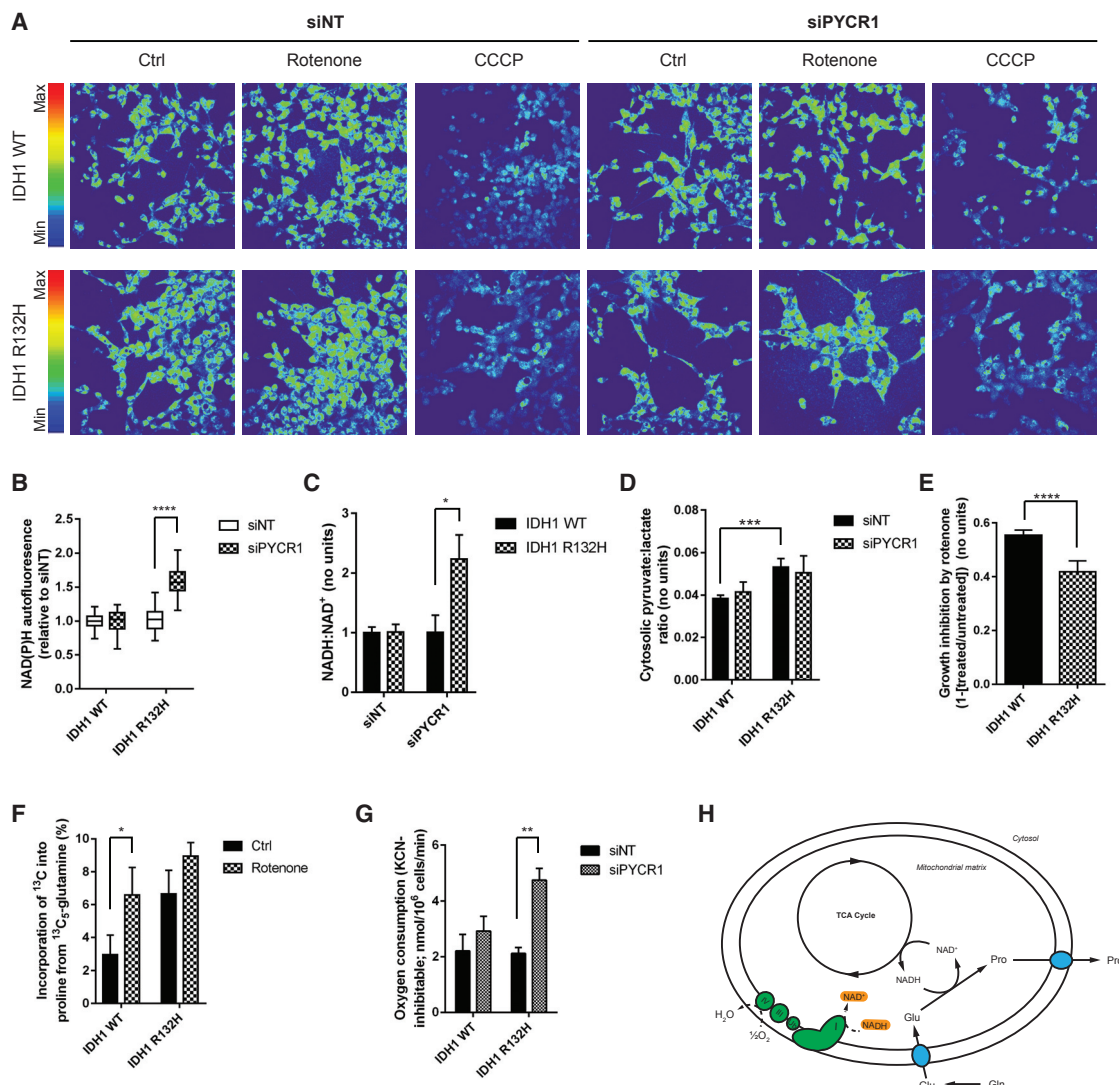 A
siNT
siPYCR1
Ctrl
Rotenone
CCCP
Ctrl
Rotenone
CCCP
Max
Min
IDH1 WT
Max
Min
IDH1 R132H
B
NAD(P)H autofluoresence
(relative to siNT)
2.5
2.0
1.5
1.0
0.5
0.0
****
IDH1 WT
IDH1 R132H
siNT
siPYCR1
C
NADH:NAD⁺ (no units)
3
2
1
0
*
siNT
siPYCR1
IDH1 WT
IDH1 R132H
D
Cytosolic pyruvate:lactate
ratio (no units)
0.08
0.06
0.04
0.02
0.00
***
IDH1 WT
IDH1 R132H
siNT
siPYCR1
E
Growth inhibition by rotenone
(1-[treated/untreated]) (no units)
0.6
0.4
0.2
0.0
****
IDH1 WT
IDH1 R132H
F
Incorporation of ¹³C into
proline from ¹³C₅-glutamine (%)
10
8
6
4
2
0
*
IDH1 WT
IDH1 R132H
Ctrl
Rotenone
G
Oxygen consumption (KCN-
inhibitable; nmol/10⁶ cells/min)
6
4
2
0
**
IDH1 WT
IDH1 R132H
siNT
siPYCR1
H
Cytosol
Mitochondrial matrix
TCA Cycle
NAD⁺
NADH
Pro
Pro
NAD⁺
NADH
Glu
H₂O
½O₂
IV
III
I
Glu
Gln